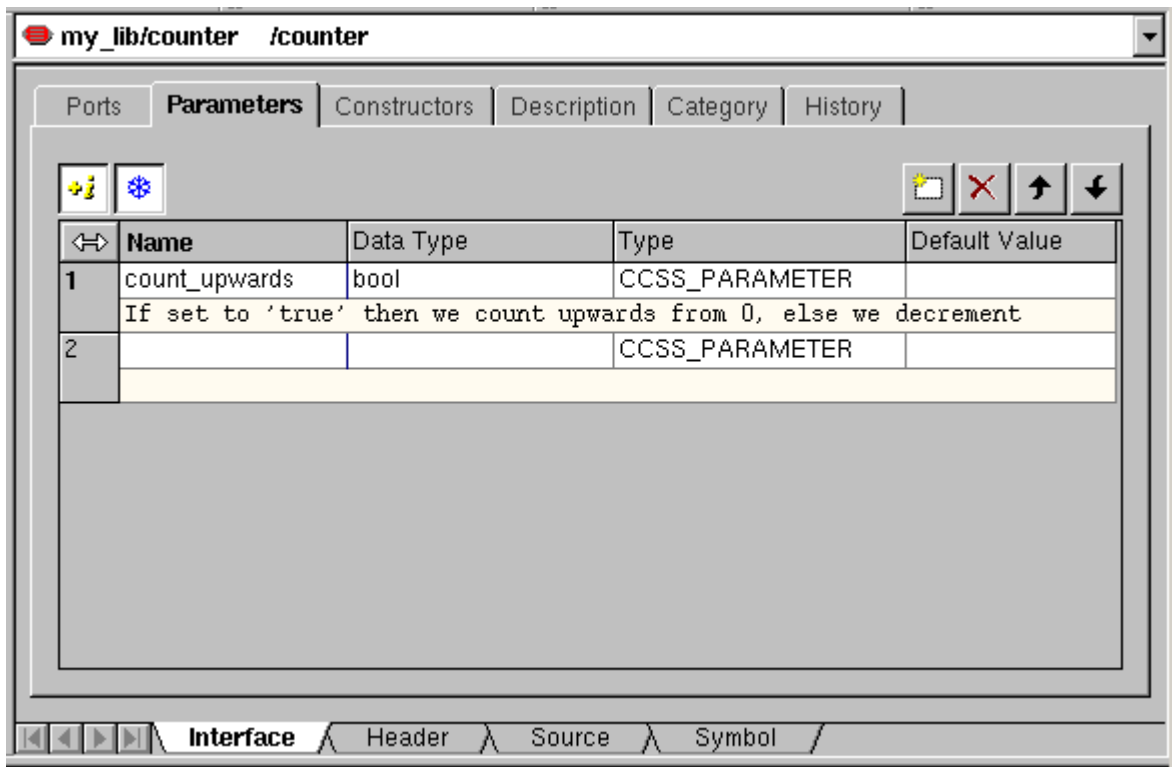 my_lib/counter /counter
Ports Parameters Constructors Description Category History
+i
Name Data Type Type Default Value
1 count_upwards bool CCSS_PARAMETER
If set to 'true' then we count upwards from 0, else we decrement
2 CCSS_PARAMETER
Interface Header Source Symbol